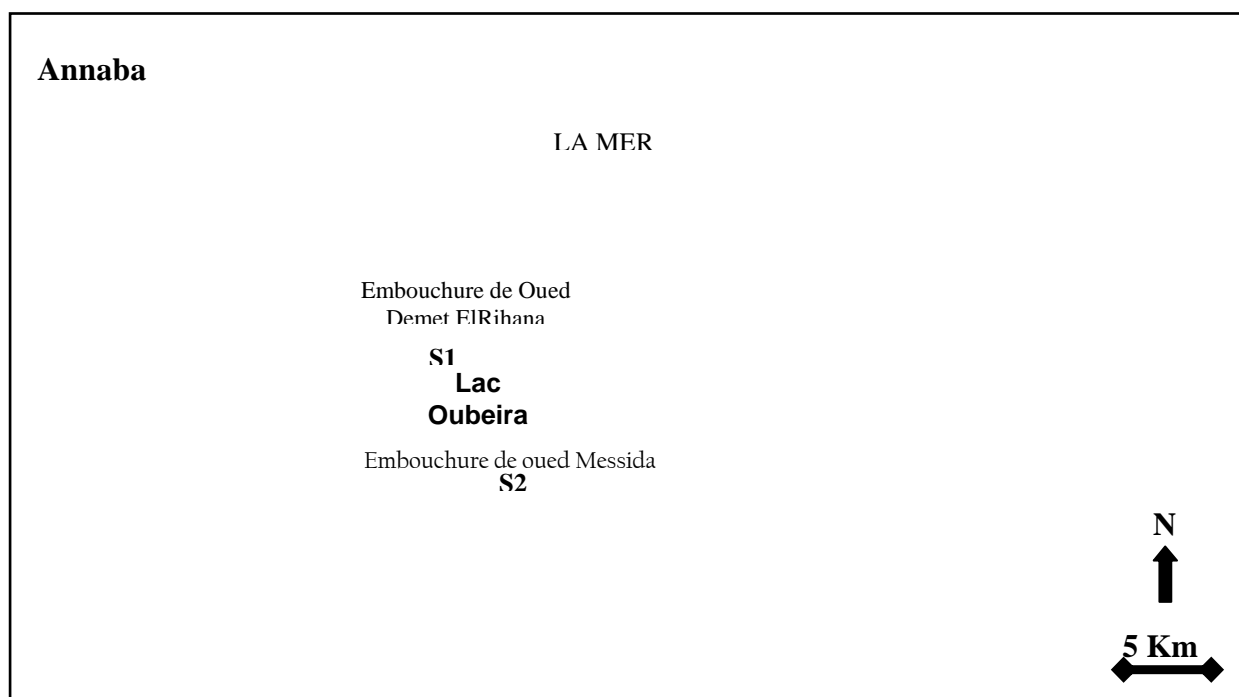 Annaba
LA MER
Embouchure de Oued
Demet ElRihana
S1
Lac
Oubeira
Embouchure de oued Messida
S2
N
5 Km